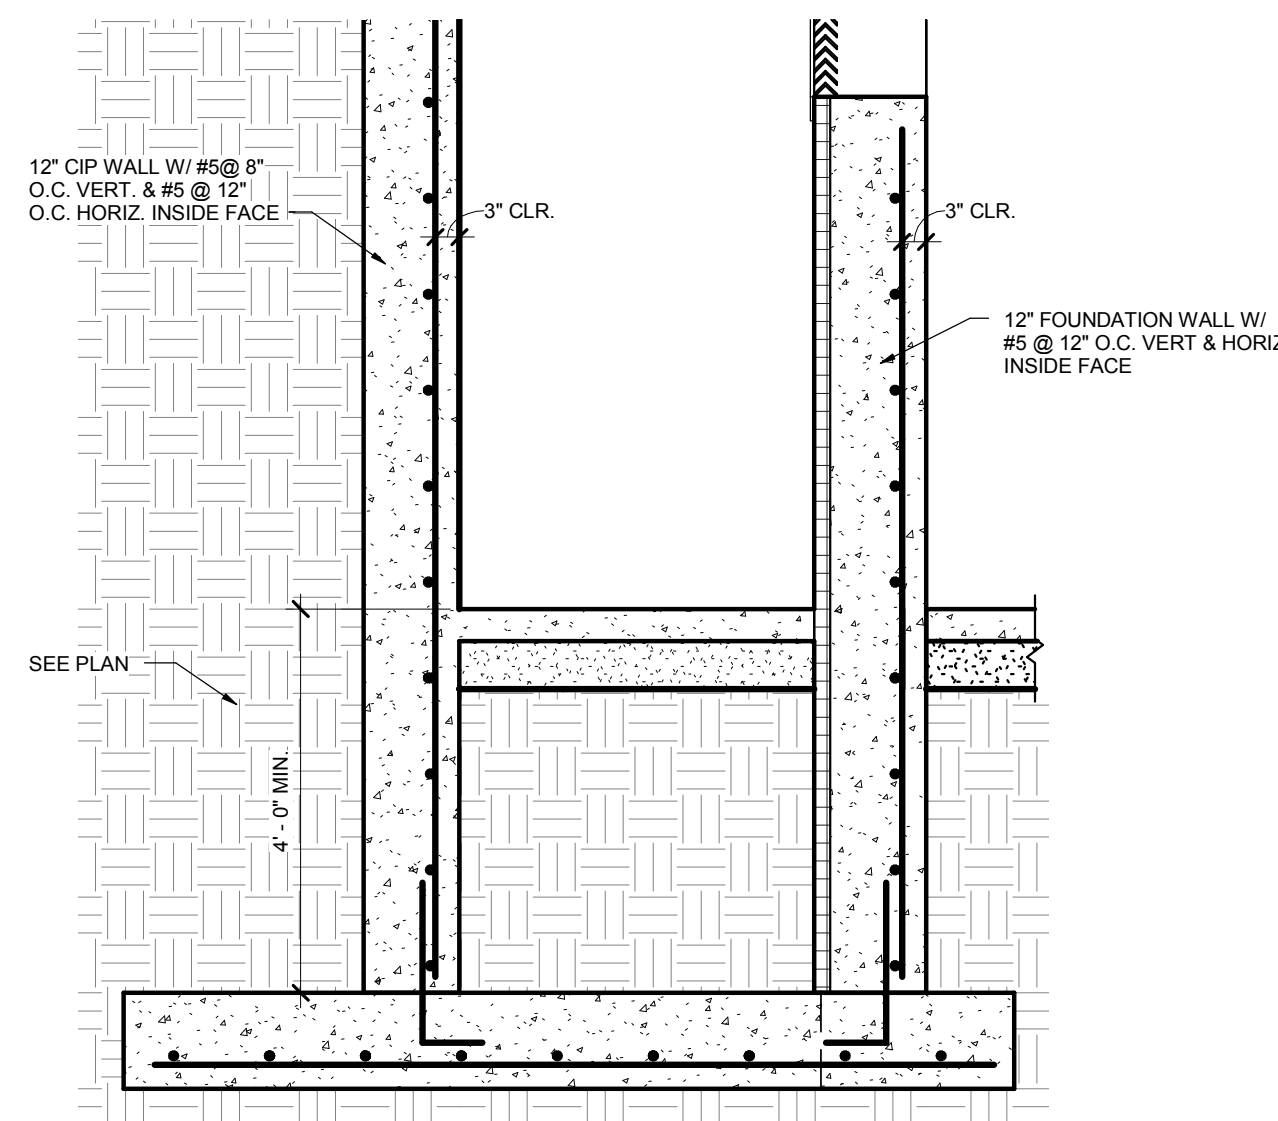 12" CIP WALL W/ #5@ 8"
O.C. VERT. & #5 @ 12"
O.C. HORIZ. INSIDE FACE
3" CLR.
3" CLR.
12" FOUNDATION WALL W/
#5 @ 12" O.C. VERT & HORIZ
INSIDE FACE
SEE PLAN
4' - 0" MIN.